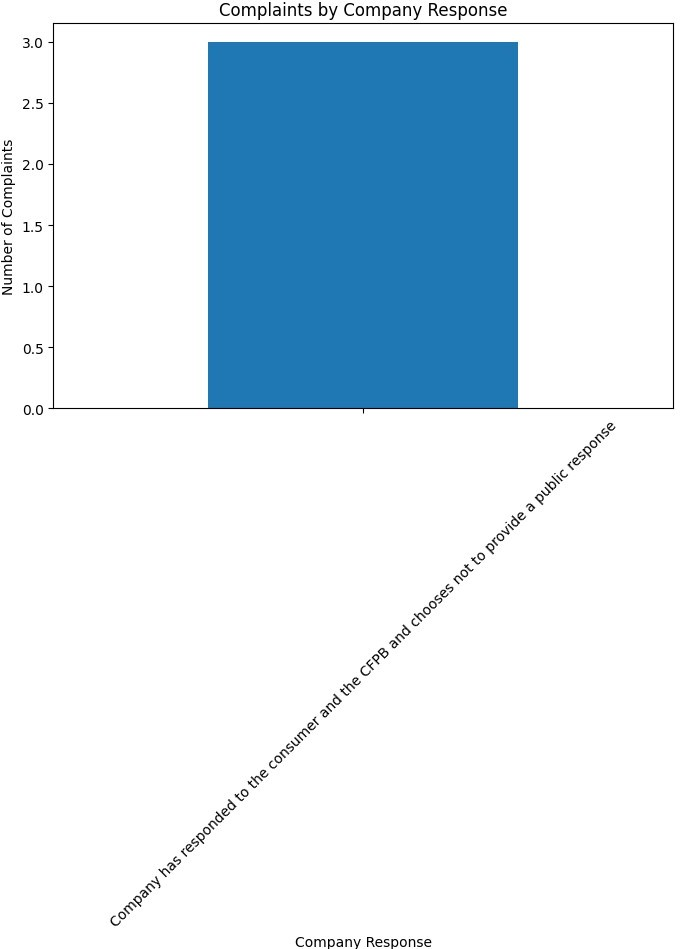 Complaints by Company Response
Number of Complaints
3.0
2.5
2.0
1.5
1.0
0.5
0.0
Company has responded to the consumer and the CFPB and chooses not to provide a public response
Company Response